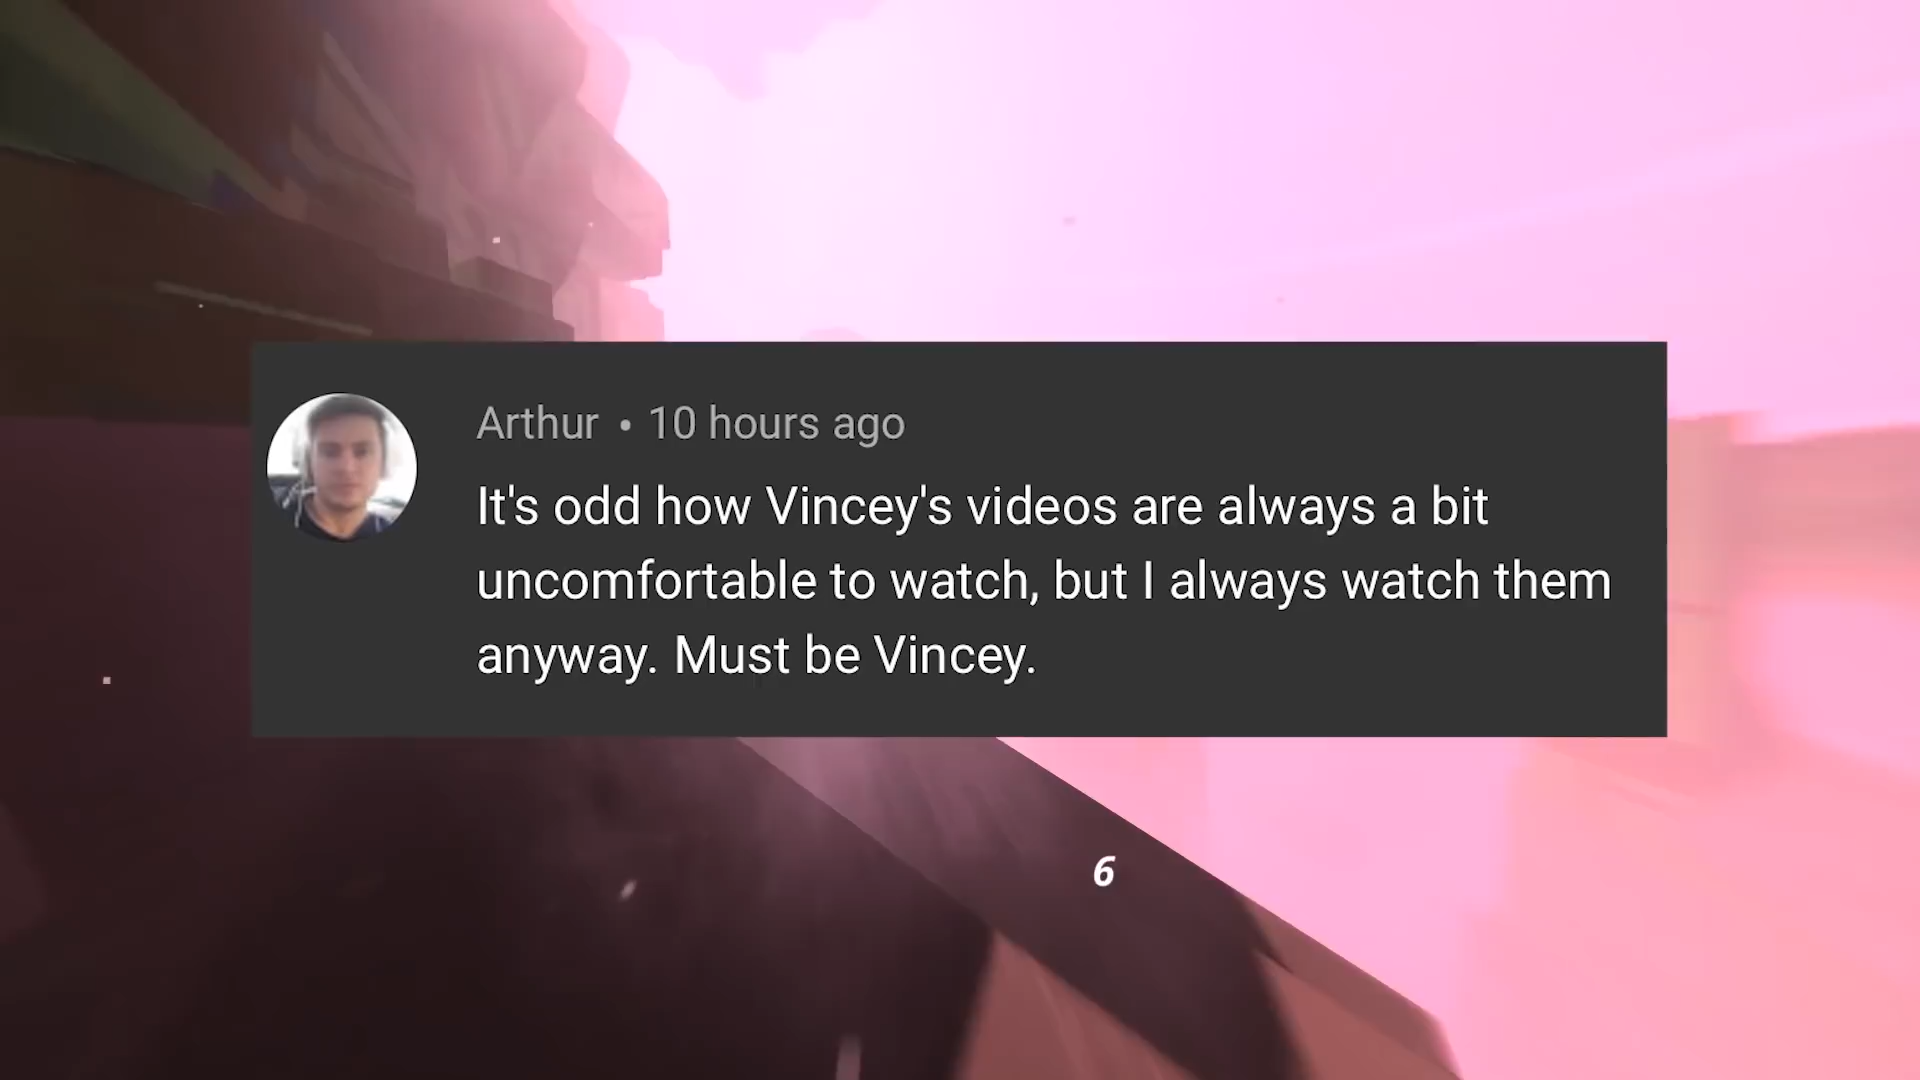 Arthur • 10 hours ago
It's odd how Vincey's videos are always a bit
uncomfortable to watch, but I always watch them
anyway. Must be Vincey.
6